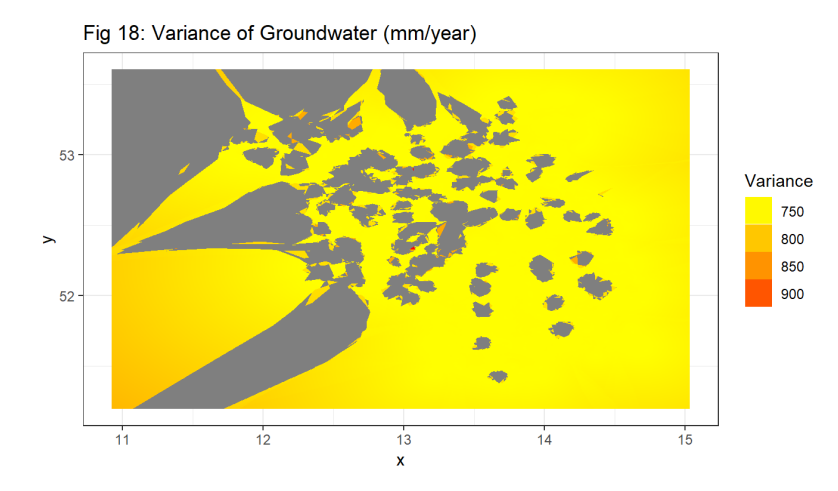 Fig 18: Variance of Groundwater (mm/year)
53
52
y
11 12 13 14 15
x
Variance
750
800
850
900